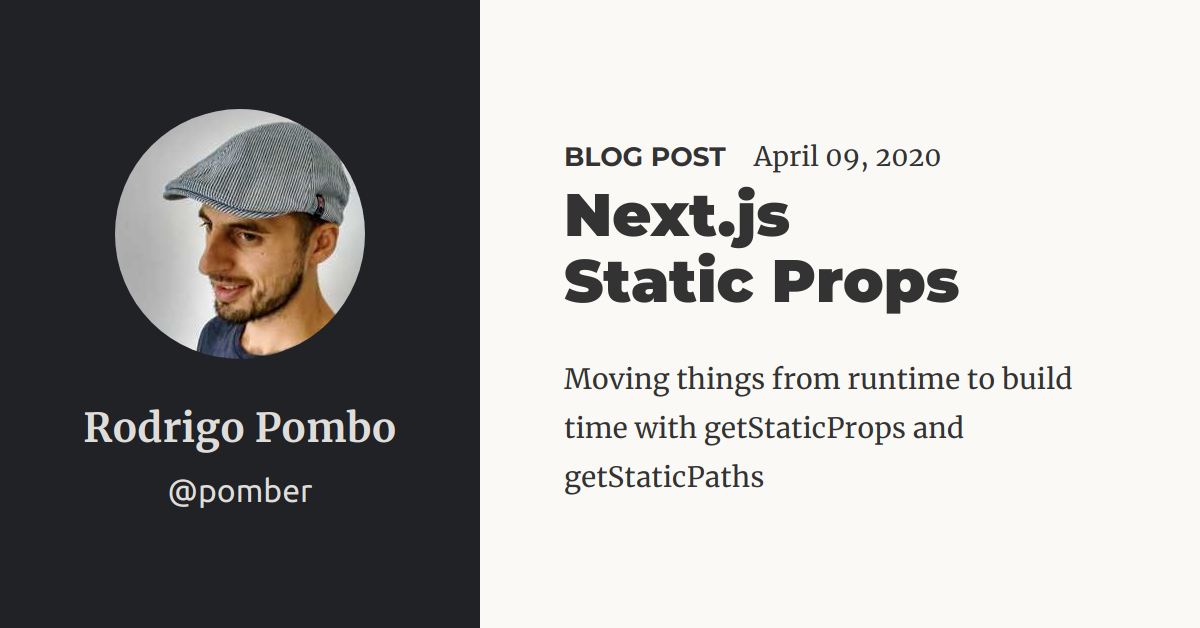 Rodrigo Pombo
@pomber
BLOG POST April 09, 2020
Next.js
Static Props
Moving things from runtime to build
time with getStaticProps and
getStaticPaths